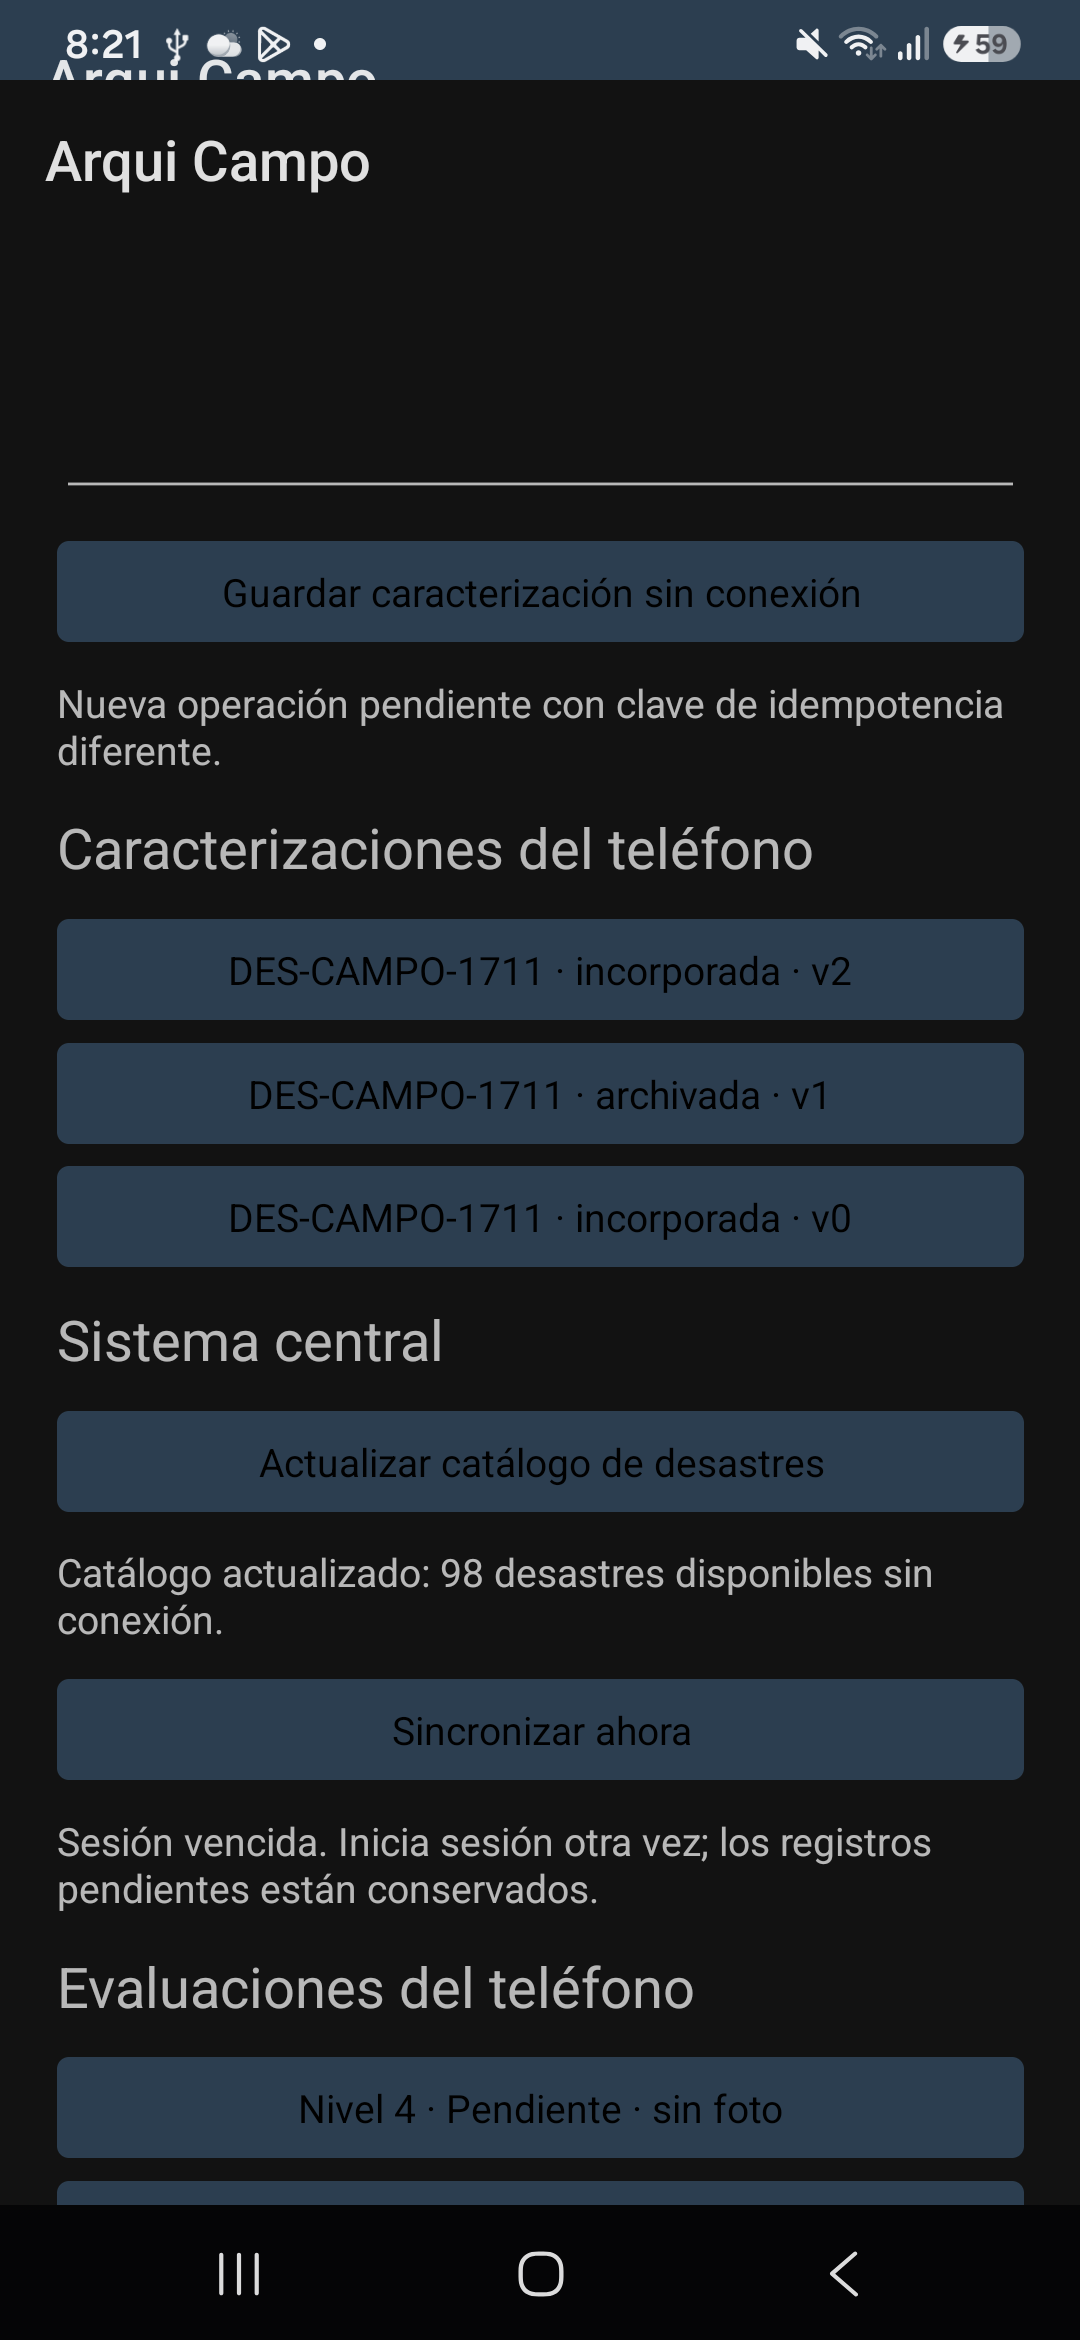 8:21
59
Arqui Campo
Arqui Campo
Guardar caracterización sin conexión
Nueva operación pendiente con clave de idempotencia
diferente.
Caracterizaciones del teléfono
DES-CAMPO-1711 · incorporada · v2
DES-CAMPO-1711 · archivada · v1
DES-CAMPO-1711 · incorporada · v0
Sistema central
Actualizar catálogo de desastres
Catálogo actualizado: 98 desastres disponibles sin
conexión.
Sincronizar ahora
Sesión vencida. Inicia sesión otra vez; los registros
pendientes están conservados.
Evaluaciones del teléfono
Nivel 4 · Pendiente · sin foto